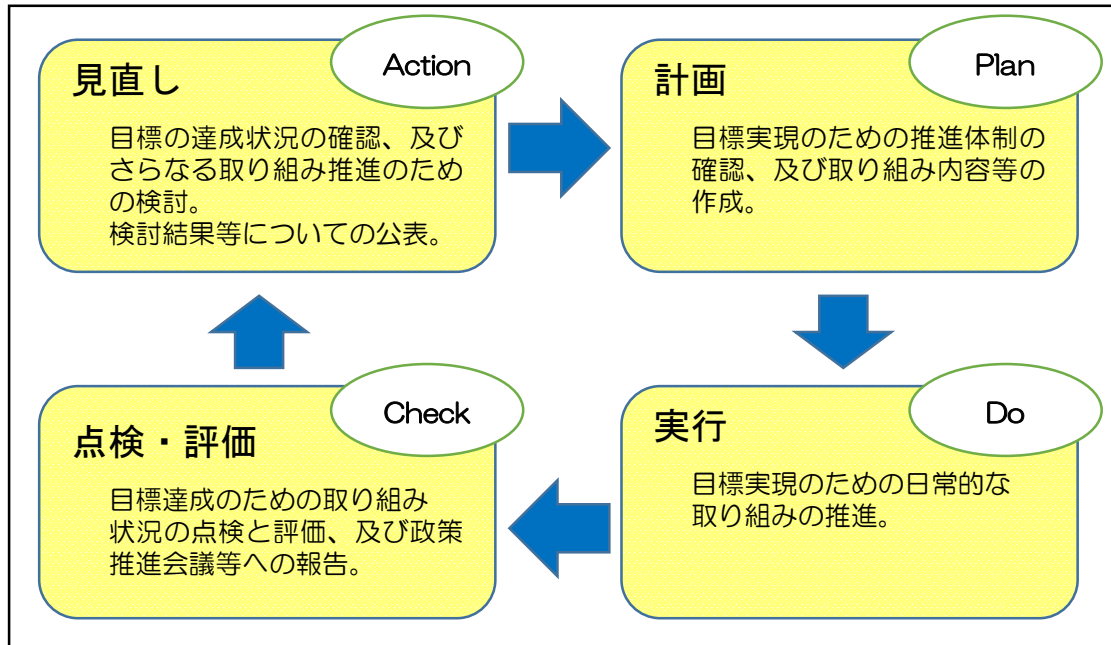 Action
見直し
目標の達成状況の確認、及び
さらなる取り組み推進のため
の検討。
検討結果等についての公表。
Plan
計画
目標実現のための推進体制の
確認、及び取り組み内容等の
作成。
Check
点検・評価
目標達成のための取り組み
状況の点検と評価、及び政策
推進会議等への報告。
Do
実行
目標実現のための日常的な
取り組みの推進。